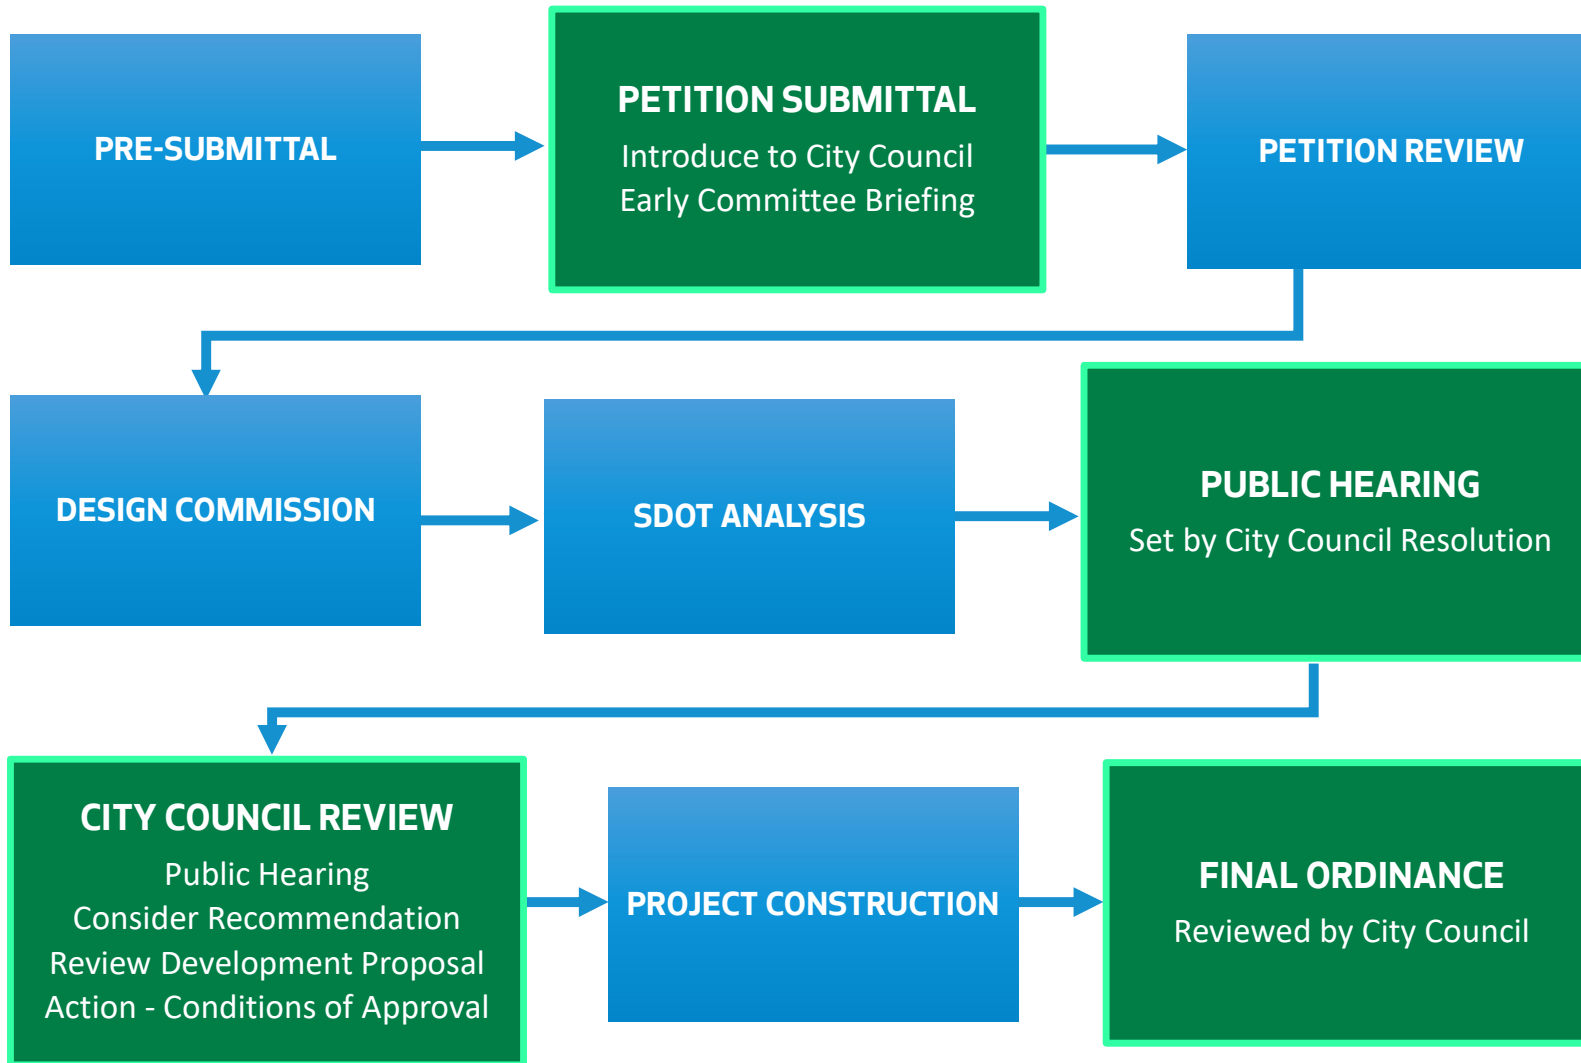 PRE-SUBMITTAL
PETITION SUBMITTAL
Introduce to City Council
Early Committee Briefing
PETITION REVIEW
DESIGN COMMISSION
SDOT ANALYSIS
PUBLIC HEARING
Set by City Council Resolution
CITY COUNCIL REVIEW
Public Hearing
Consider Recommendation
Review Development Proposal
Action - Conditions of Approval
PROJECT CONSTRUCTION
FINAL ORDINANCE
Reviewed by City Council